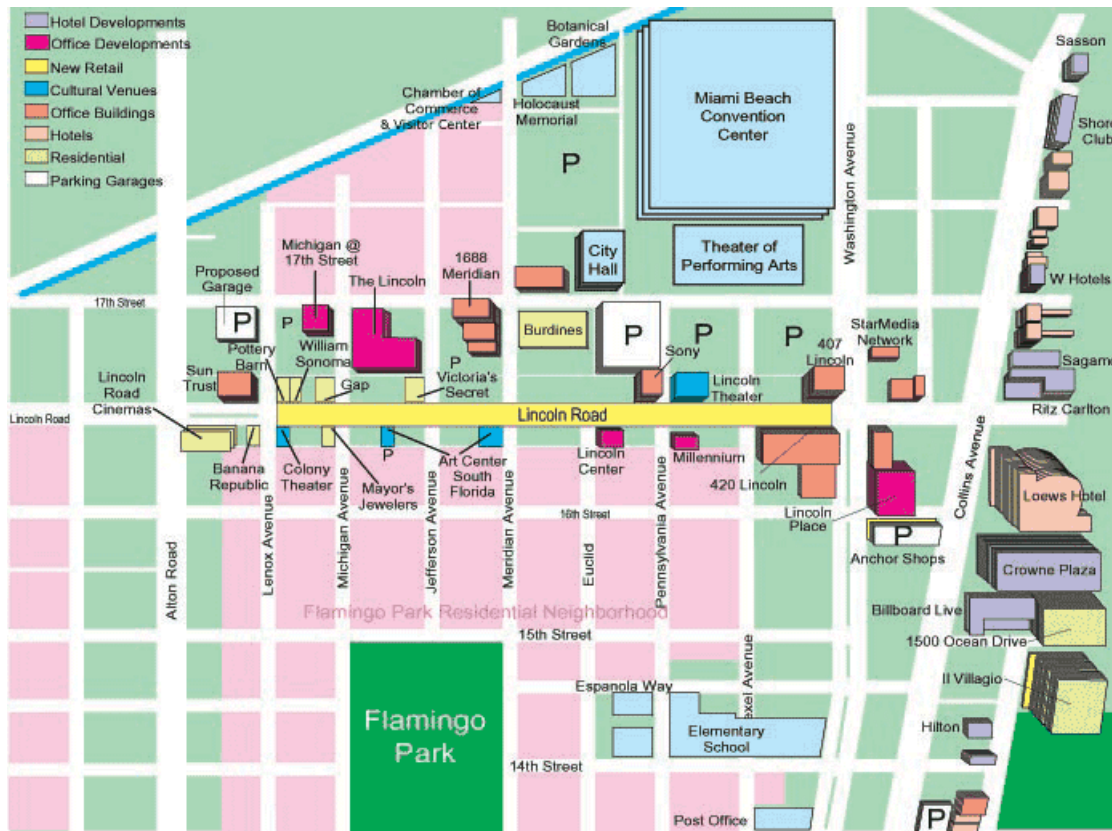 Hotel Developments
Office Developments
New Retail
Cultural Venues
Office Buildings
Hotels
Residential
Parking Garages
Botanical
Gardens
Chamber of
Commerce
& Visitor Center
Holocaust
Memorial
Miami Beach
Convention
Center
Washington Avenue
Sasson
Shore
Club
P
City
Hall
Theater of
Performing Arts
W Hotels
Michigan @
17th Street
1688
Meridian
Proposed
Garage
The Lincoln
17th Street
P
P
Burdines
P
P
P
StarMedia
Network
407
Lincoln
Pottery
Barn
William
Sonoma
P
Sony
Sagamo
Sun
Trust
Gap
Victoria's
Secret
Lincoln
Theater
Ritz Carlton
Lincoln
Road
Cinemas
Lincoln Road
Lincoln Road
Banana
Republic
Colony
Theater
P
Mayor's
Jewelers
Art Center
South
Florida
Lincoln
Center
Millennium
420 Lincoln
Lincoln
Place
Collins Avenue
Loews Hotel
16th Street
P
Anchor Shops
Alton Road
Lenox Avenue
Michigan Avenue
Jefferson Avenue
Meridian Avenue
Euclid
Pennsylvania Avenue
Crowne Plaza
Flamingo Park Residential Neighborhood
Billboard Live
15th Street
1500 Ocean Drive
Il Villagio
Espanola Way
exel Avenue
Flamingo
Park
Elementary
School
Hilton
14th Street
Post Office
P